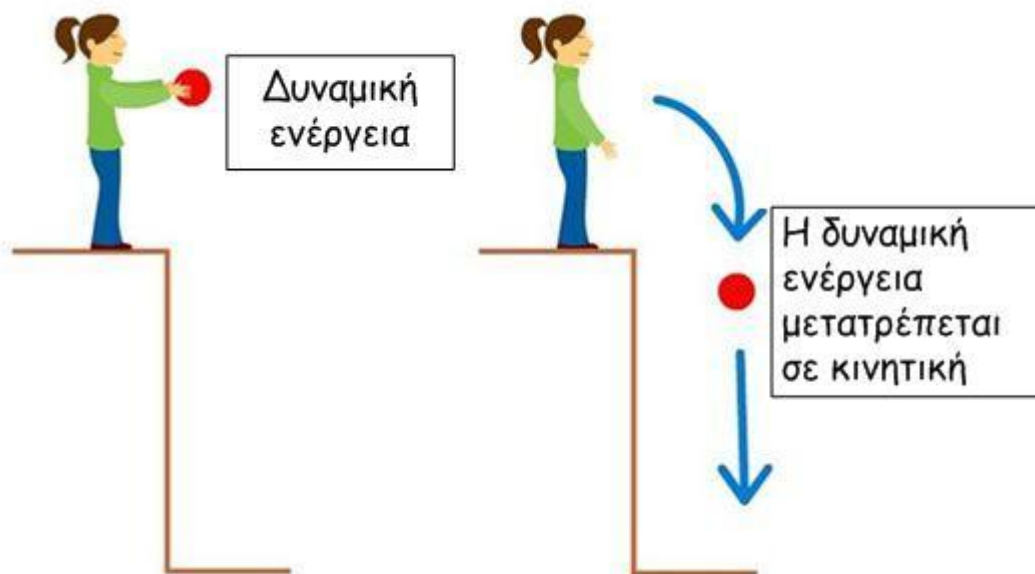 Δυναμική
ενέργεια
Η δυναμική
ενέργεια
μετατρέπεται
σε κινητική